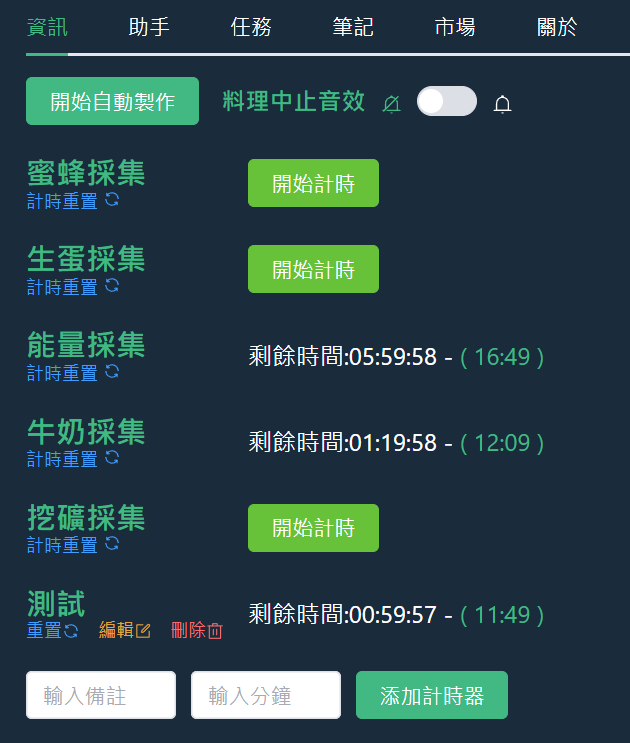 資訊 助手 任務 筆記 市場 關於
開始自動製作 料理中止音效
蜜蜂採集 開始計時
計時重置
生蛋採集 開始計時
計時重置
能量採集 剩餘時間:05:59:58 - ( 16:49 )
計時重置
牛奶採集 剩餘時間:01:19:58 - ( 12:09 )
計時重置
挖礦採集 開始計時
計時重置
測試 剩餘時間:00:59:57 - ( 11:49 )
重置 編輯 刪除
輸入備註 輸入分鐘 添加計時器